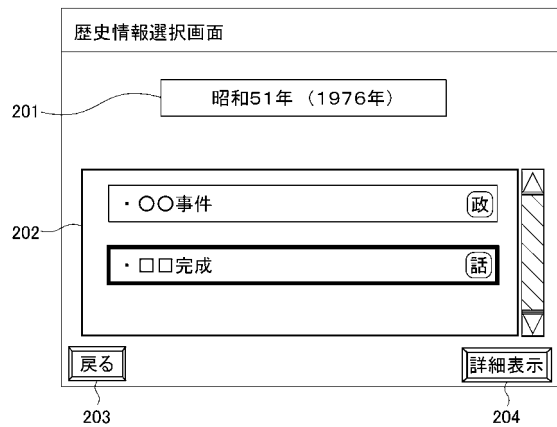 歴史情報選択画面
昭和51年（1976年）
201
・○○事件 政
202
・□□完成 話
戻る 詳細表示
203 204